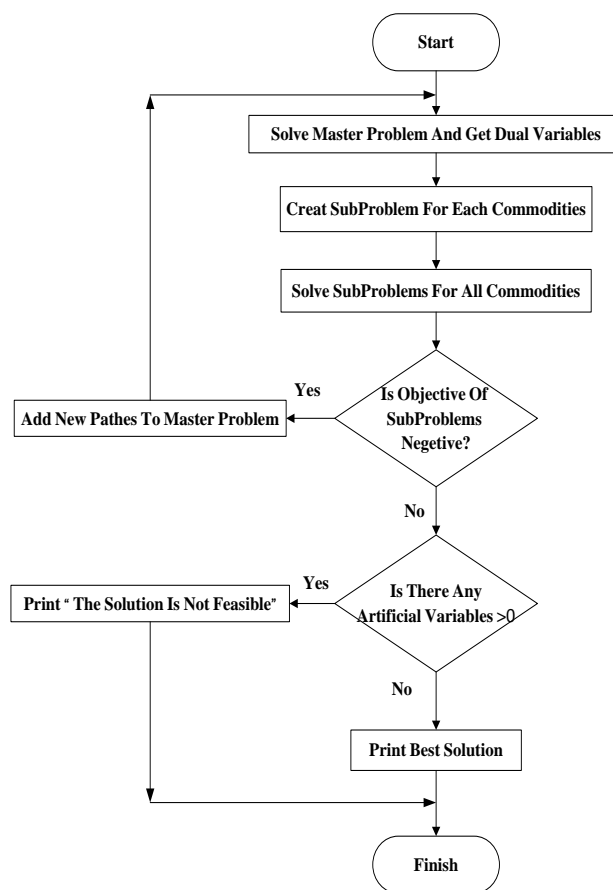 Start
Solve Master Problem And Get Dual Variables
Creat SubProblem For Each Commodities
Solve SubProblems For All Commodities
Is Objective Of
SubProblems
Negetive?
Yes
Add New Pathes To Master Problem
No
Is There Any
Artificial Variables >0
Yes
Print “ The Solution Is Not Feasible”
No
Print Best Solution
Finish